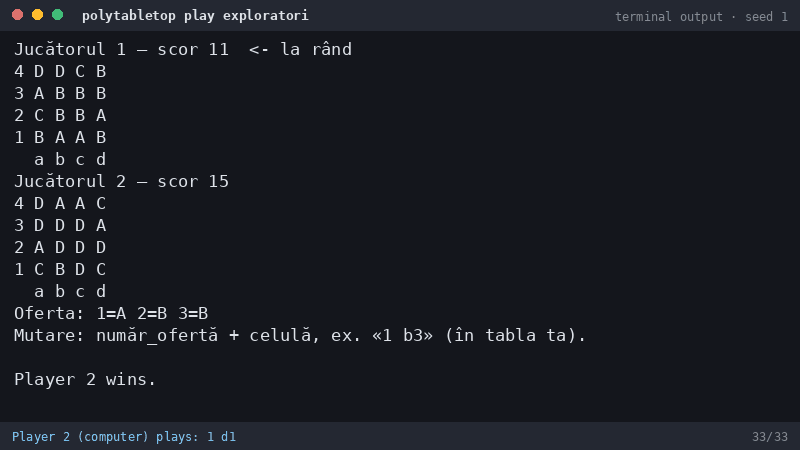 polytabletop play exploratori
terminal output · seed 1
Jucătorul 1 — scor 11  <- la rând
4 D D C B
3 A B B B
2 C B B A
1 B A A B
  a b c d
Jucătorul 2 — scor 15
4 D A A C
3 D D D A
2 A D D D
1 C B D C
  a b c d
Oferta: 1=A 2=B 3=B
Mutare: număr_ofertă + celulă, ex. «1 b3» (în tabla ta).
Player 2 wins.
Player 2 (computer) plays: 1 d1
33/33